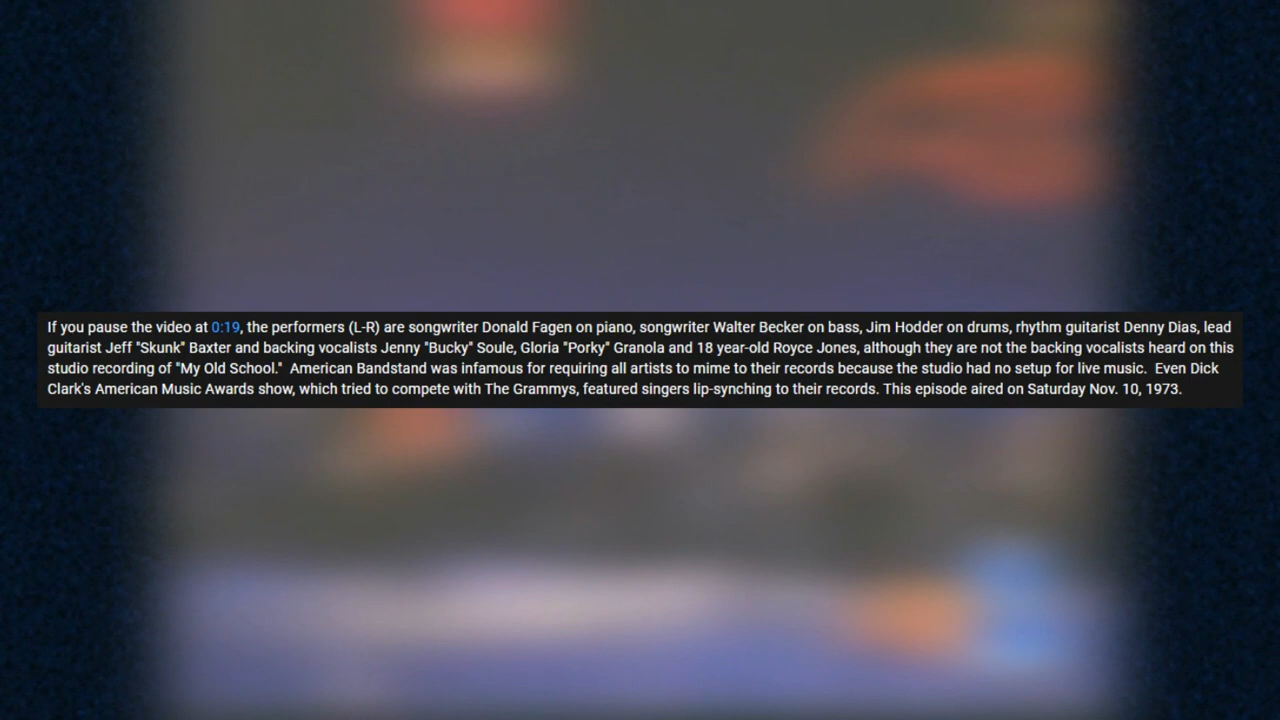 If you pause the video at 0:19, the performers (L-R) are songwriter Donald Fagen on piano, songwriter Walter Becker on bass, Jim Hodder on drums, rhythm guitarist Denny Dias, lead
guitarist Jeff "Skunk" Baxter and backing vocalists Jenny "Bucky" Soule, Gloria "Porky" Granola and 18 year-old Royce Jones, although they are not the backing vocalists heard on this
studio recording of "My Old School."  American Bandstand was infamous for requiring all artists to mime to their records because the studio had no setup for live music.  Even Dick
Clark's American Music Awards show, which tried to compete with The Grammys, featured singers lip-synching to their records. This episode aired on Saturday Nov. 10, 1973.